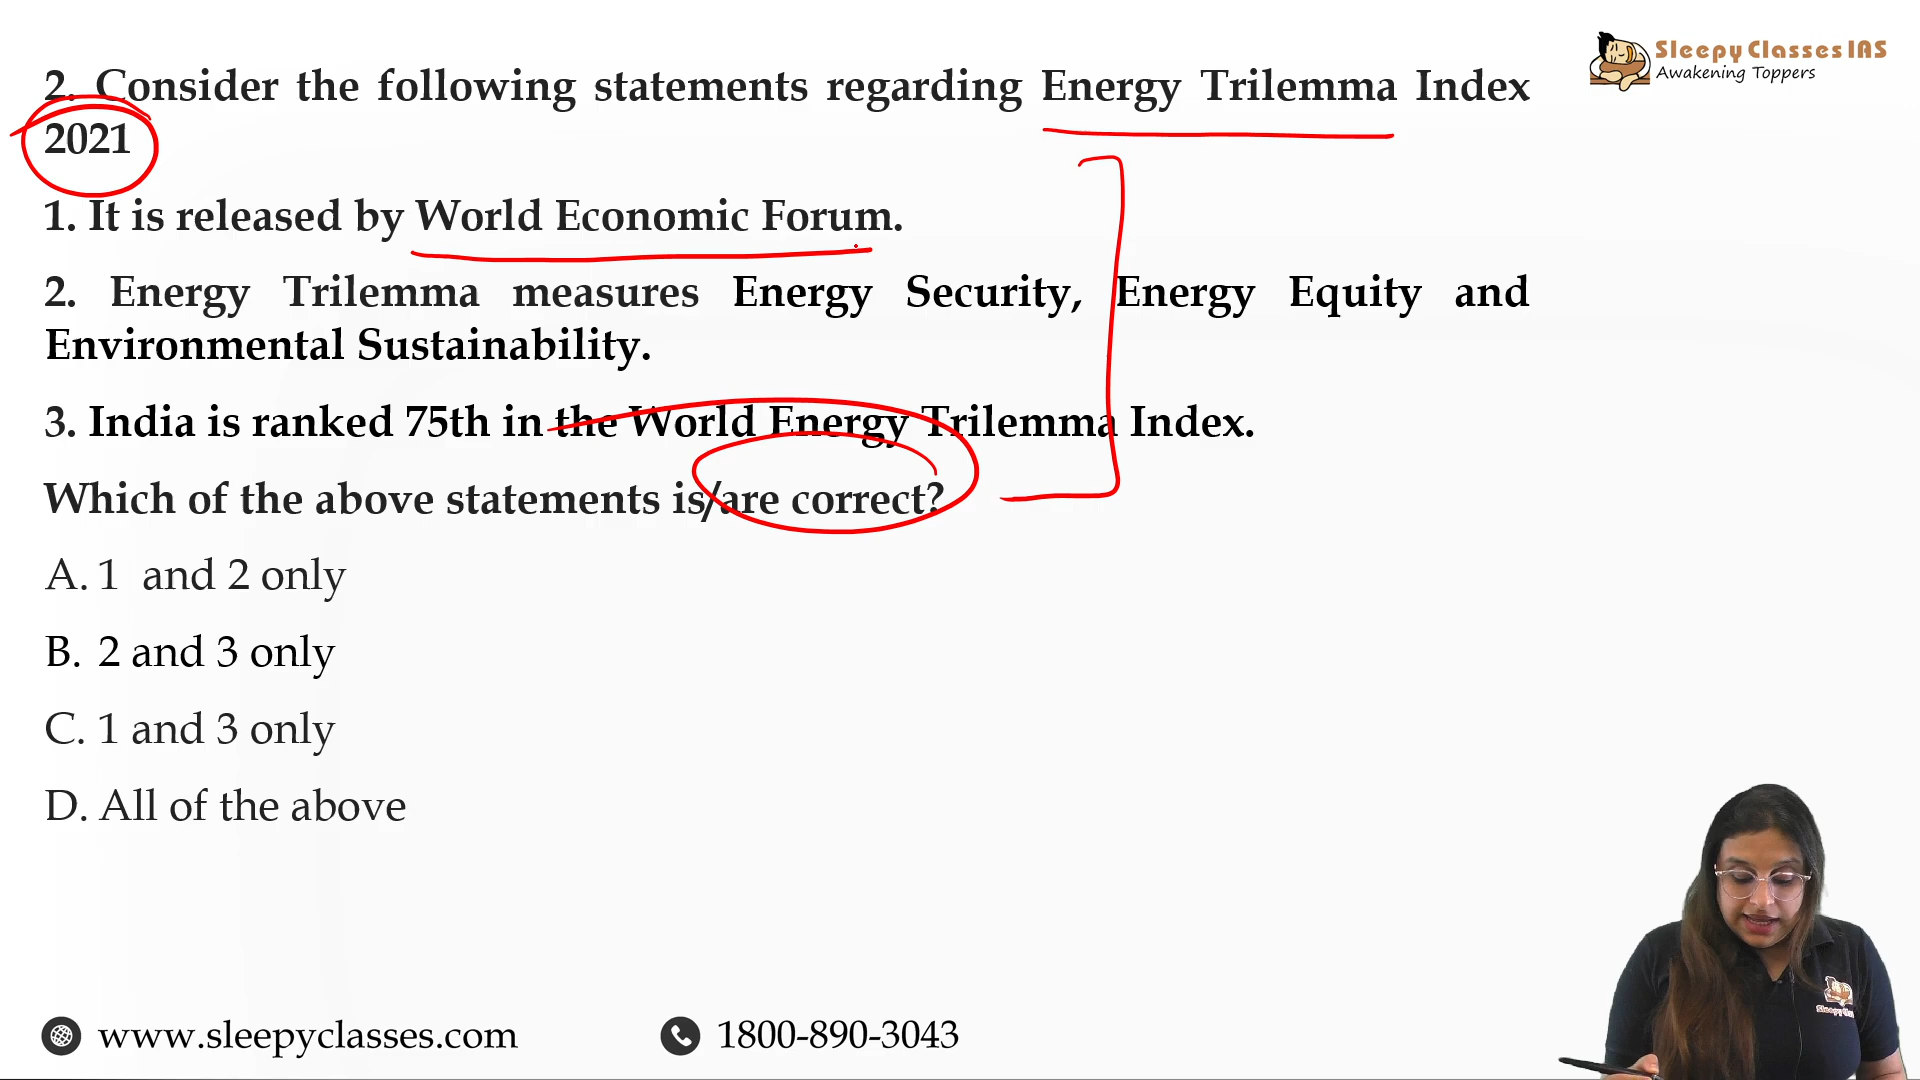 Sleepy Classes IAS
Awakening Toppers
2. Consider the following statements regarding Energy Trilemma Index
2021
1. It is released by World Economic Forum.
2. Energy Trilemma measures Energy Security, Energy Equity and
Environmental Sustainability.
3. India is ranked 75th in the World Energy Trilemma Index.
Which of the above statements is/are correct?
A. 1 and 2 only
B. 2 and 3 only
C. 1 and 3 only
D. All of the above
www.sleepyclasses.com 1800-890-3043